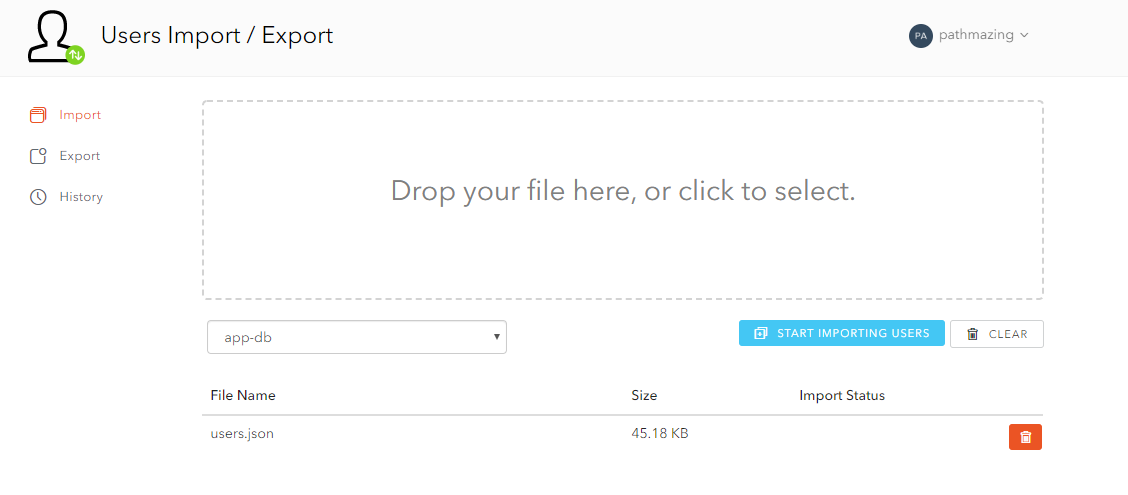 Users Import / Export
PA pathmazing
Import
Export
History
Drop your file here, or click to select.
app-db
START IMPORTING USERS
CLEAR
File Name Size Import Status
users.json 45.18 KB